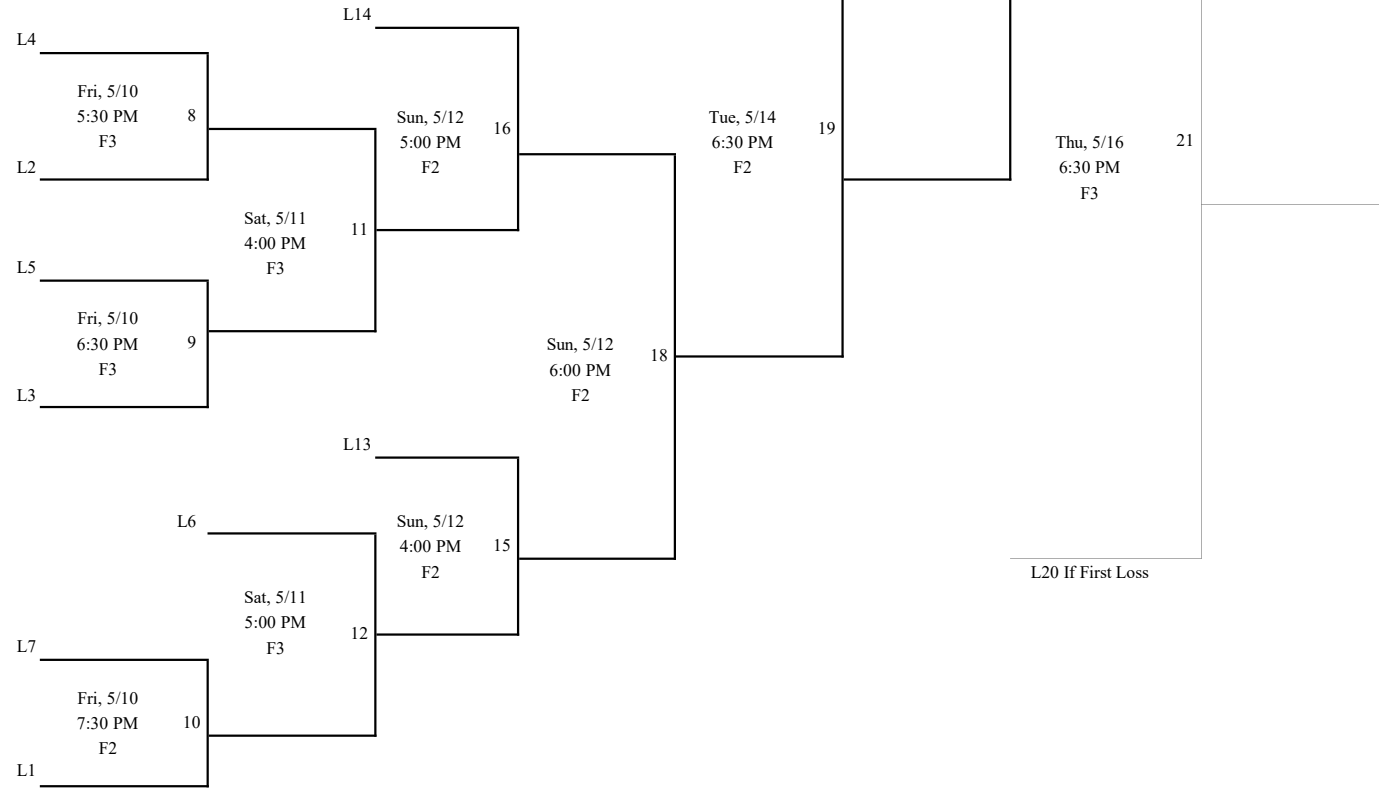 L14
L4
Fri, 5/10
5:30 PM
F3
8
L2
Sun, 5/12
5:00 PM
F2
16
Tue, 5/14
6:30 PM
F2
19
Thu, 5/16
6:30 PM
F3
21
Sat, 5/11
4:00 PM
F3
11
L5
Fri, 5/10
6:30 PM
F3
9
L3
Sun, 5/12
6:00 PM
F2
18
L13
L6
Sun, 5/12
4:00 PM
F2
15
L20 If First Loss
Sat, 5/11
5:00 PM
F3
12
L7
Fri, 5/10
7:30 PM
F2
10
L1